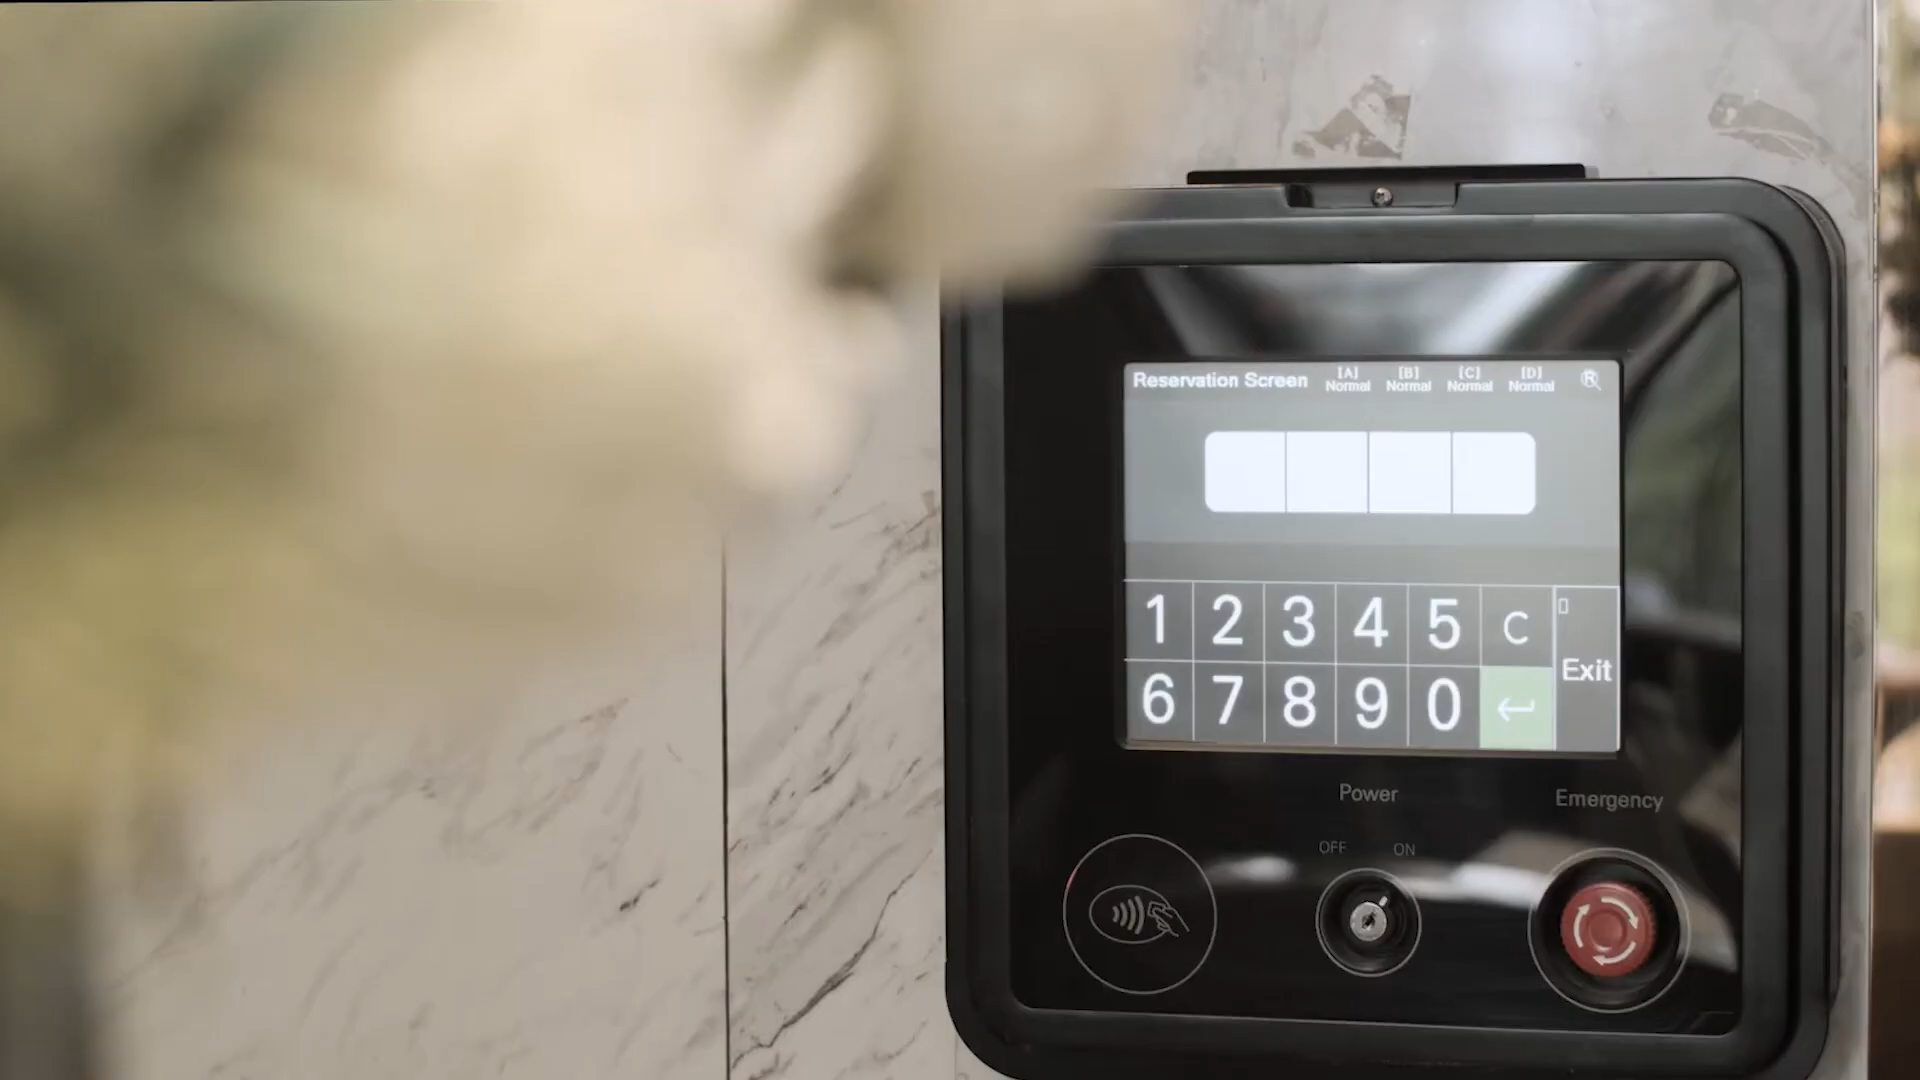 Reservation Screen [A] Normal [B] Normal [C] Normal [D] Normal R
1 2 3 4 5 C
Exit
6 7 8 9 0
Power
Emergency
OFF ON